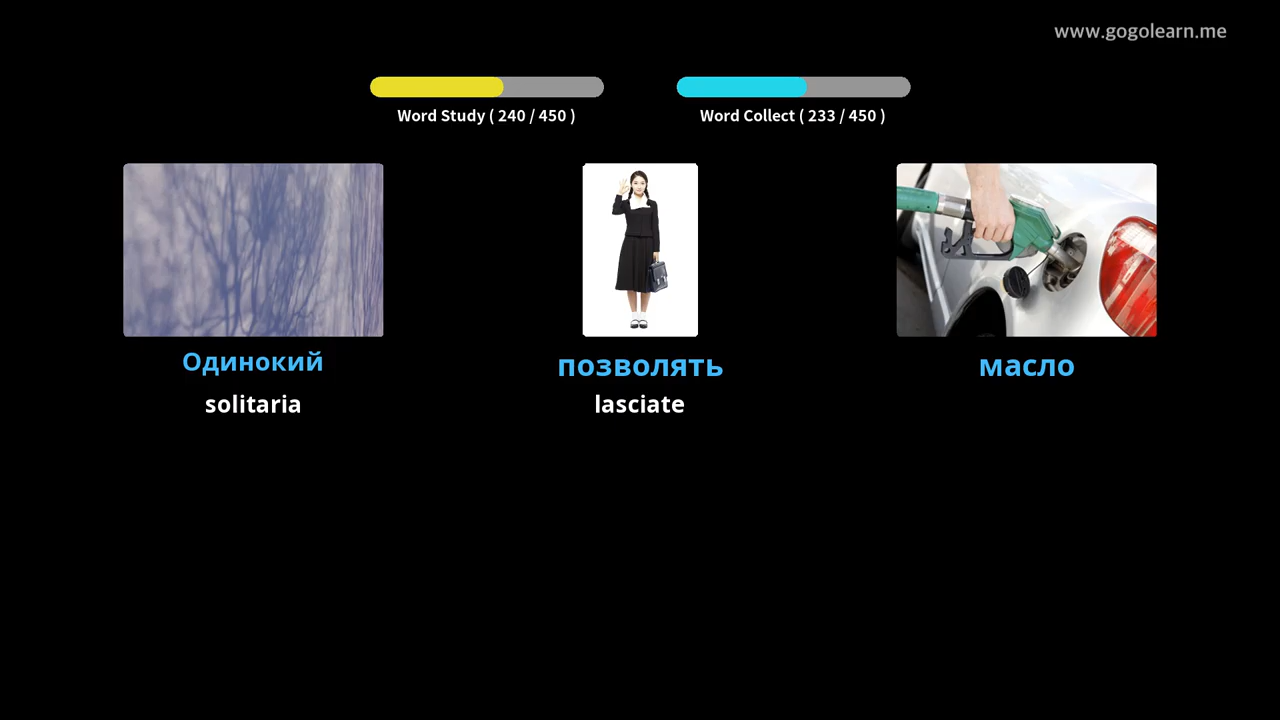 www.gogolearn.me
Word Study ( 240 / 450 )
Word Collect ( 233 / 450 )
Одинокий
позволять
масло
solitaria
lasciate